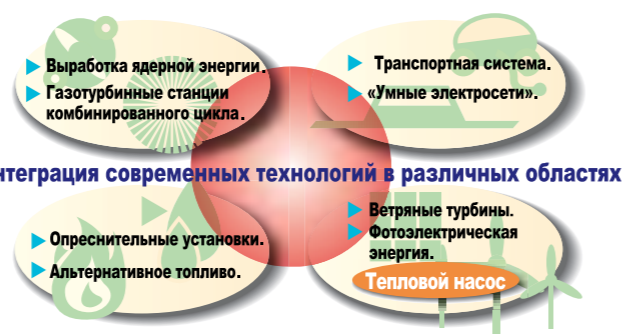 Выработка ядерной энергии.
Газотурбинные станции
комбинированного цикла.
Транспортная система.
«Умные электросети».
нтеграция современных технологий в различных областях
Опреснительные установки.
Альтернативное топливо.
Ветряные турбины.
Фотоэлектрическая
энергия.
Тепловой насос